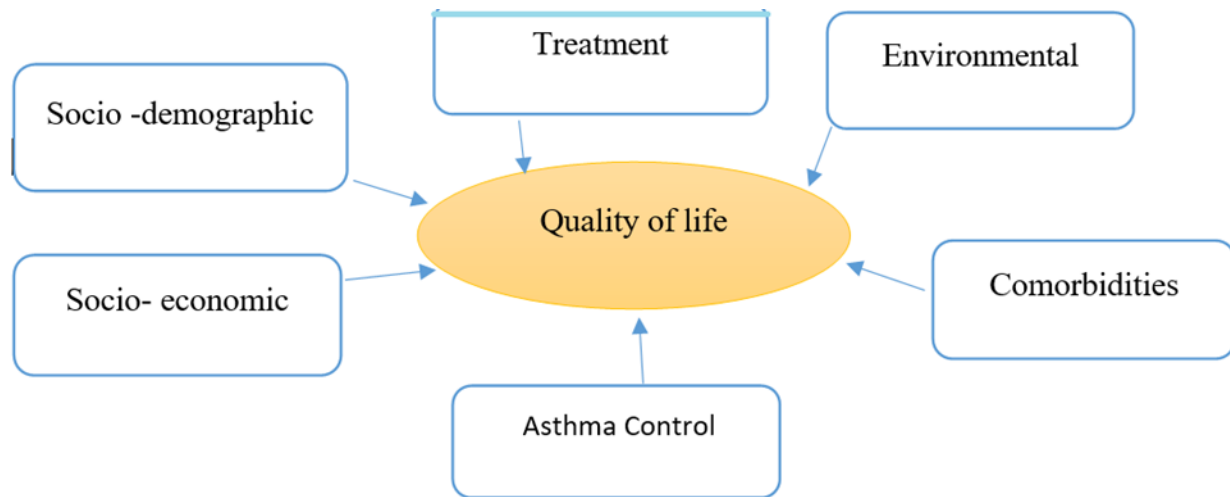 Treatment
Environmental
Socio -demographic
Quality of life
Socio- economic
Comorbidities
Asthma Control